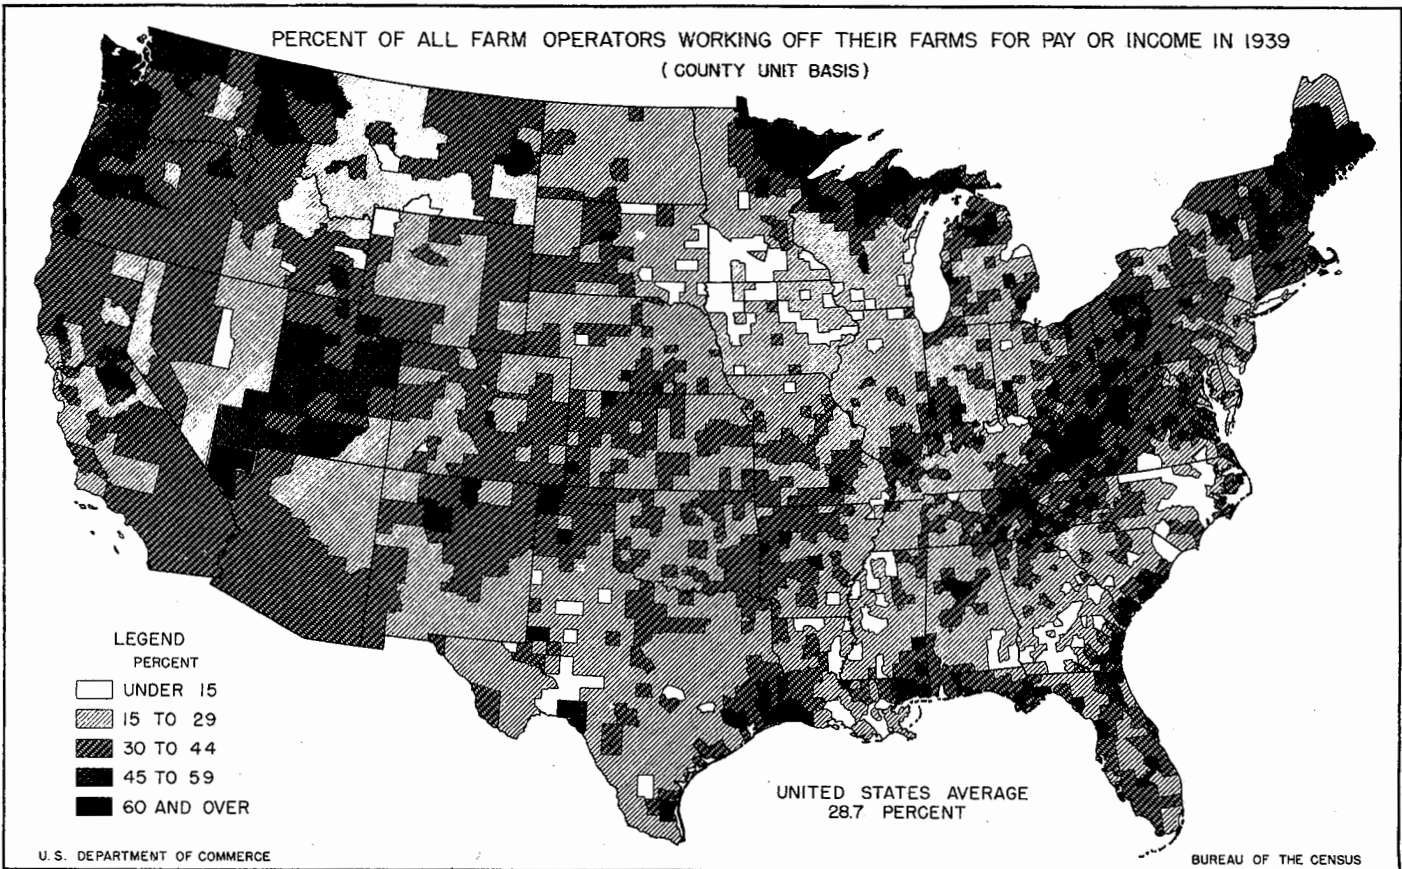 PERCENT OF ALL FARM OPERATORS WORKING OFF THEIR FARMS FOR PAY OR INCOME IN 1939
(COUNTY UNIT BASIS)
LEGEND
PERCENT
UNDER 15
15 TO 29
30 TO 44
45 TO 59
60 AND OVER
UNITED STATES AVERAGE
28.7 PERCENT
U. S. DEPARTMENT OF COMMERCE
BUREAU OF THE CENSUS